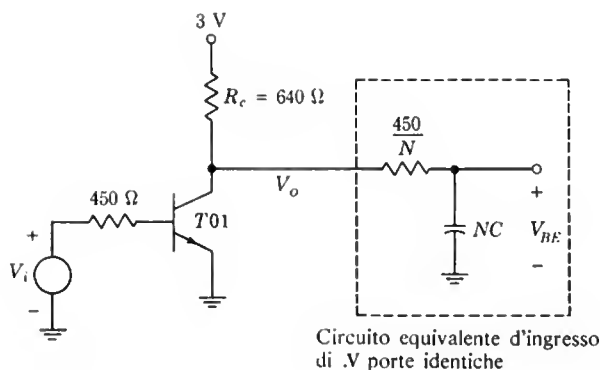 3 V
R_c = 640 Ω
450
N
450 Ω
V_o
T01
+
V_i
−
NC
+
V_BE
−
Circuito equivalente d'ingresso
di .V porte identiche